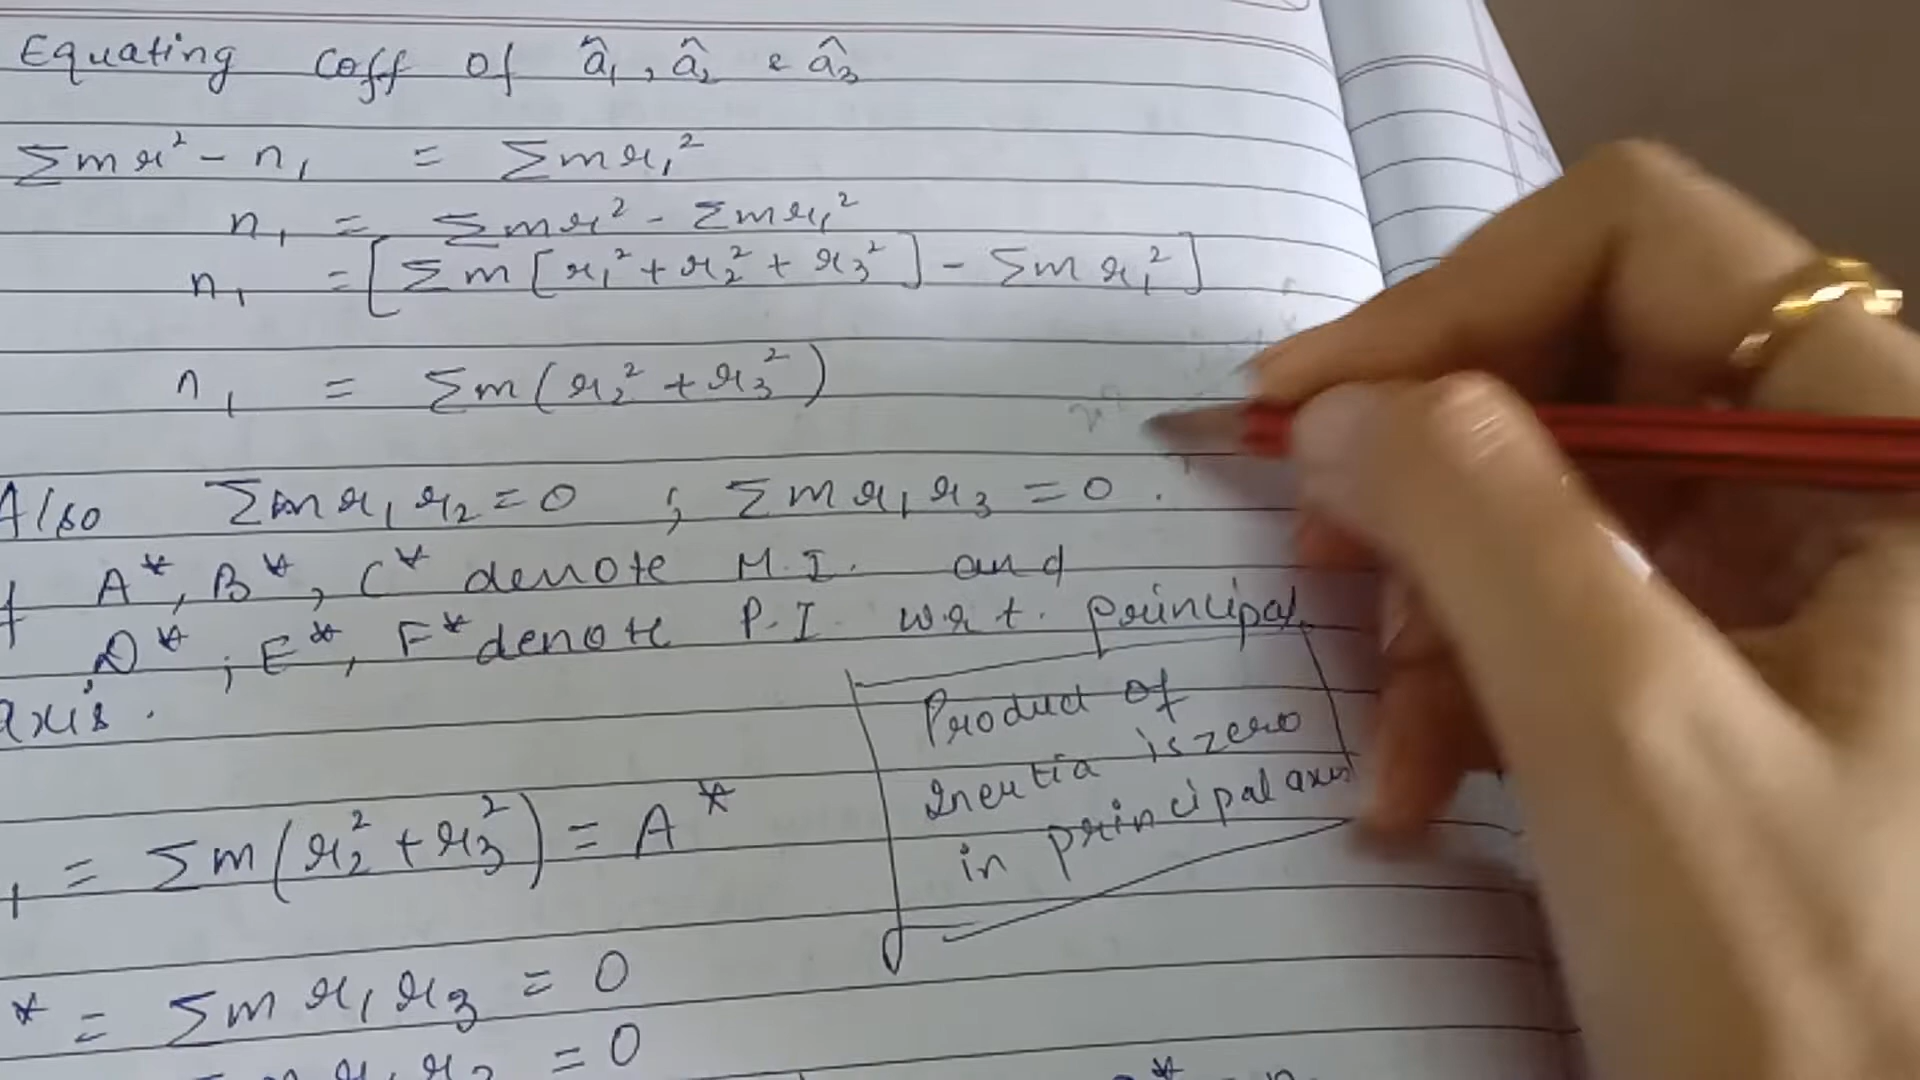 Equating coff of â₁, â₂ & â₃
Σmr² - n₁ = Σmr₁²
n₁ = Σmr² - Σmr₁²
n₁ = [Σm[r₁² + r₂² + r₃²] - Σmr₁²]
n₁ = Σm(r₂² + r₃²)
Also Σmr₁r₂ = 0 ; Σmr₁r₃ = 0.
A*, B*, C* denote M.I. and
D*, E*, F* denote P.I. w.r.t. principal
axis.
Product of
Inertia is zero
in principal axis
= Σm(r₂² + r₃²) = A*
* = Σmr₁r₃ = 0
= 0